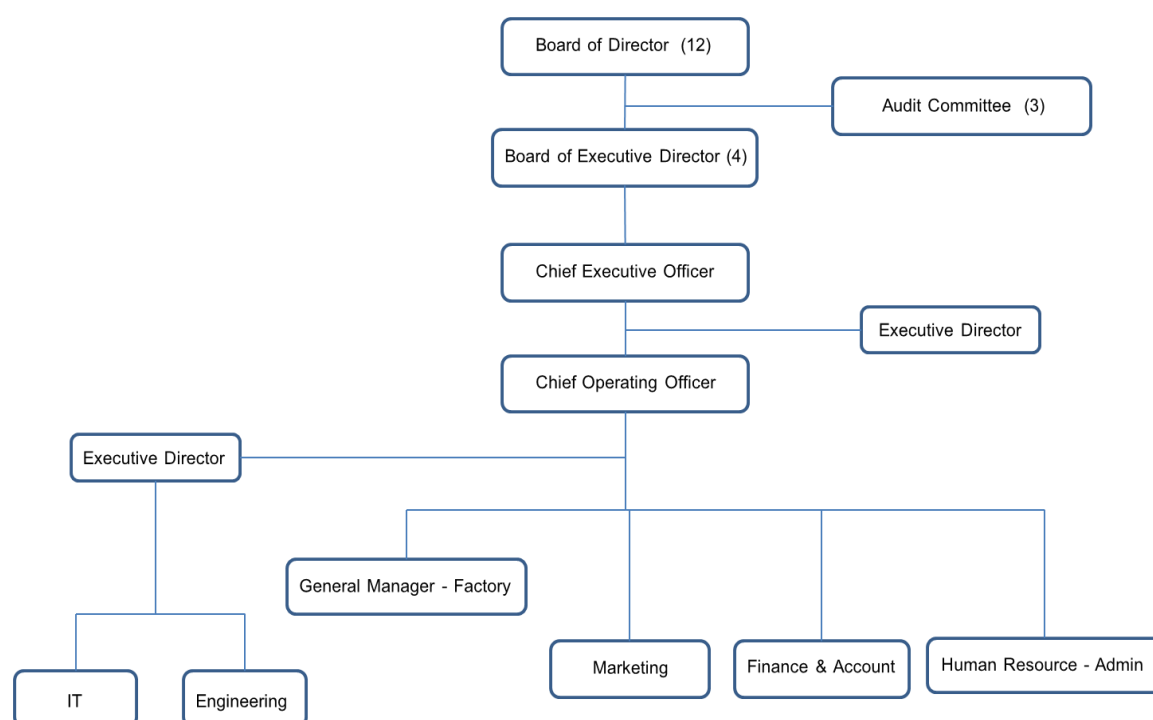 Board of Director (12)
Audit Committee (3)
Board of Executive Director (4)
Chief Executive Officer
Executive Director
Chief Operating Officer
Executive Director
General Manager - Factory
Marketing
Finance & Account
Human Resource - Admin
IT
Engineering